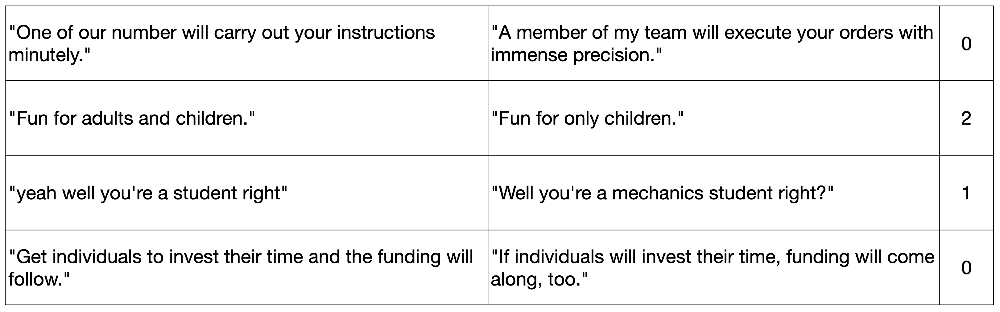 "One of our number will carry out your instructions
minutely."
"A member of my team will execute your orders with
immense precision."
0
"Fun for adults and children."
"Fun for only children."
2
"yeah well you're a student right"
"Well you're a mechanics student right?"
1
"Get individuals to invest their time and the funding will
follow."
"If individuals will invest their time, funding will come
along, too."
0